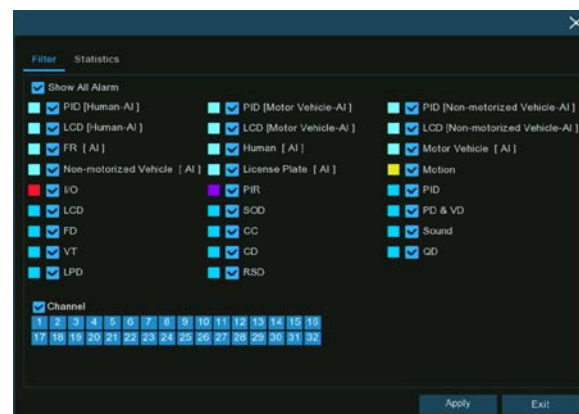 Filter Statistics
Show All Alarm
PID [Human-AI] PID [Motor Vehicle-AI] PID [Non-motorized Vehicle-AI]
LCD [Human-AI] LCD [Motor Vehicle-AI] LCD [Non-motorized Vehicle-AI]
FR [AI] Human [AI] Motor Vehicle [AI]
Non-motorized Vehicle [AI] License Plate [AI] Motion
I/O PIR PID
LCD SOD PD & VD
FD CC Sound
VT CD QD
LPD RSD
Channel
1 2 3 4 5 6 7 8 9 10 11 12 13 14 15 16
17 18 19 20 21 22 23 24 25 26 27 28 29 30 31 32
Apply Exit